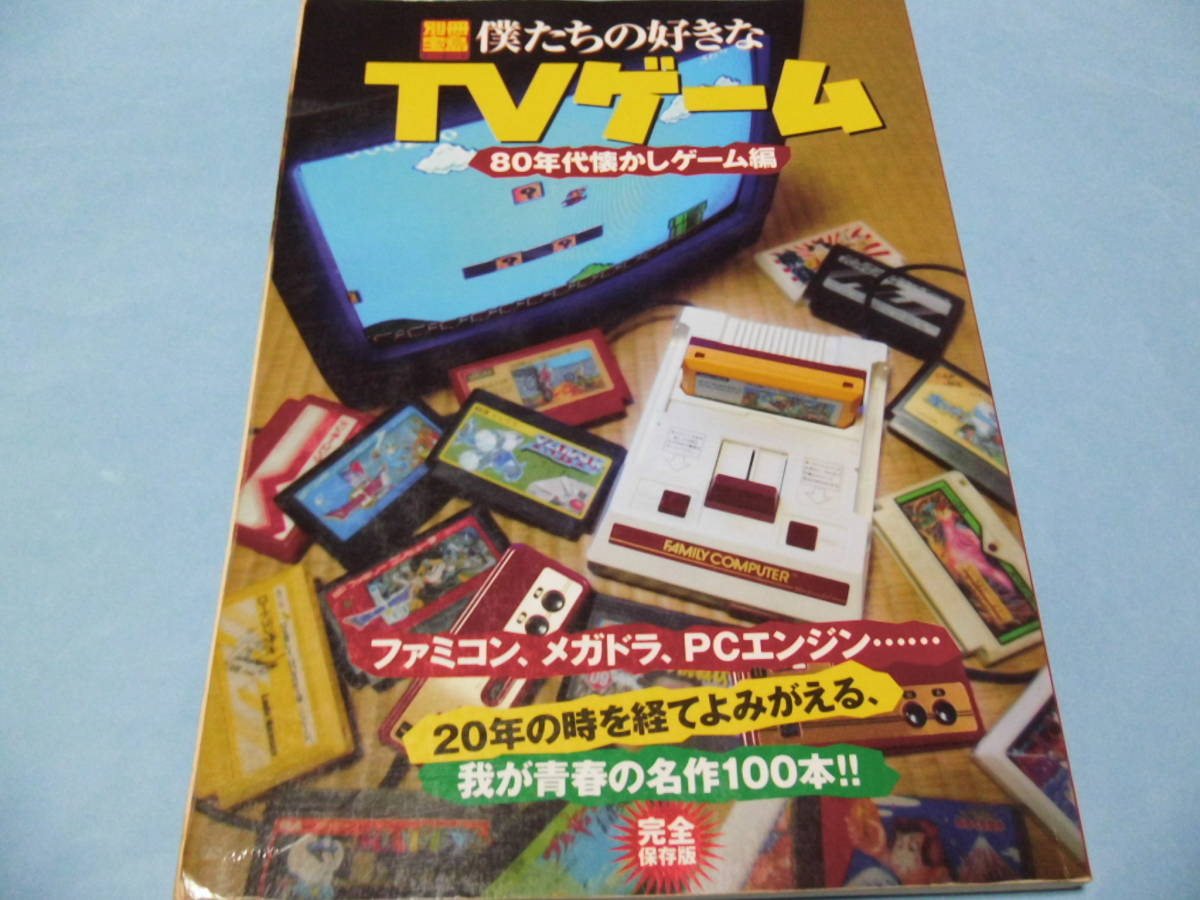 別冊
宝島
僕たちの好きな
TVゲーム
80年代懐かしゲーム編
FAMILY COMPUTER
ファミコン、メガドラ、PCエンジン……
20年の時を経てよみがえる、
我が青春の名作100本!!
完全
保存版